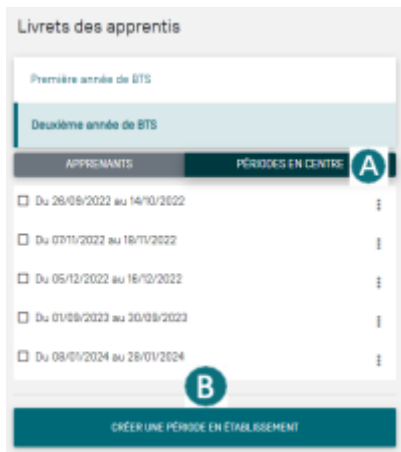 Livrets des apprentis
Première année de BTS
Deuxième année de BTS
APPRENANTS PÉRIODES EN CENTRE A
Du 26/09/2022 au 14/10/2022
Du 07/11/2022 au 18/11/2022
Du 05/12/2022 au 16/12/2022
Du 01/09/2023 au 30/09/2023
Du 08/01/2024 au 28/01/2024
B
CRÉER UNE PÉRIODE EN ÉTABLISSEMENT